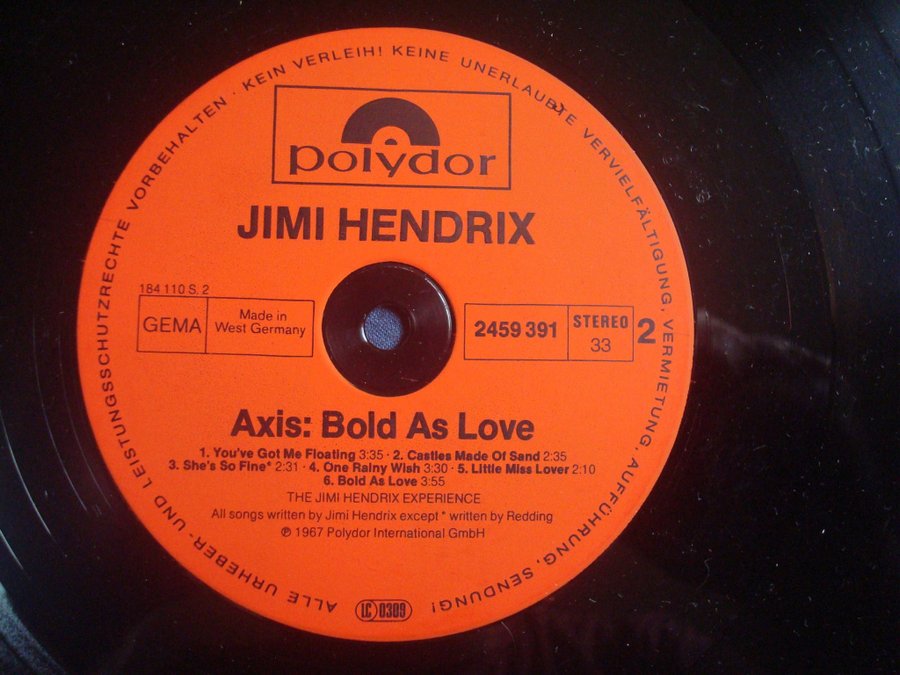 ALLE URHEBER- UND LEISTUNGSSCHUTZRECHTE VORBEHALTEN · KEIN VERLEIH! KEINE UNERLAUBTE VERVIELFÄLTIGUNG, VERMIETUNG, AUFFÜHRUNG, SENDUNG!
polydor
JIMI HENDRIX
184 110 S. 2
GEMA
Made in
West Germany
2459 391
STEREO
33
2
Axis: Bold As Love
1. You've Got Me Floating 3:35 · 2. Castles Made Of Sand 2:35
3. She's So Fine* 2:31 · 4. One Rainy Wish 3:30 · 5. Little Miss Lover 2:10
6. Bold As Love 3:55
THE JIMI HENDRIX EXPERIENCE
All songs written by Jimi Hendrix except * written by Redding
℗ 1967 Polydor International GmbH
LC 0309